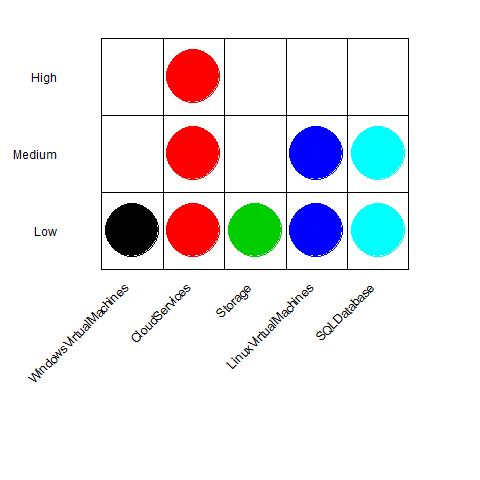 High
Medium
Low
WindowsVirtualMachines
CloudServices
Storage
LinuxVirtualMachines
SQLDatabase